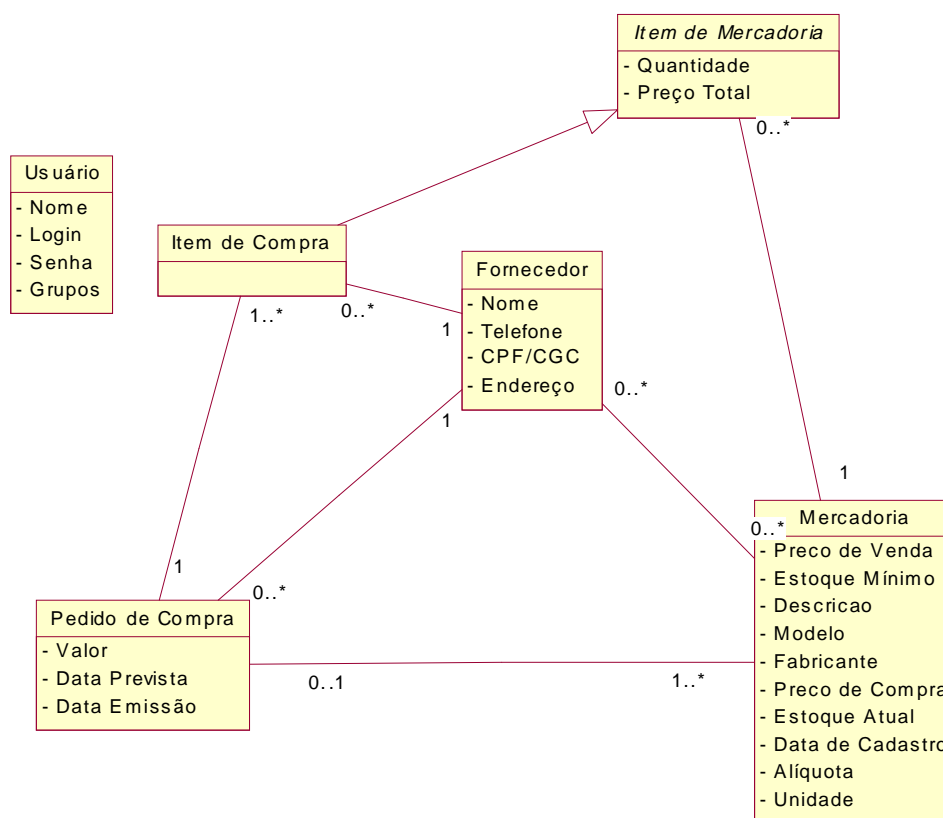 Item de Mercadoria
- Quantidade
- Preço Total
0..*
Usuário
- Nome
- Login
- Senha
- Grupos
Item de Compra
1..*
0..*
Fornecedor
- Nome
- Telefone
- CPF/CGC
- Endereço
1
1
0..*
1
0..*
Mercadoria
- Preco de Venda
- Estoque Mínimo
- Descricao
- Modelo
- Fabricante
- Preco de Compra
- Estoque Atual
- Data de Cadastro
- Alíquota
- Unidade
1
0..*
Pedido de Compra
- Valor
- Data Prevista
- Data Emissão
0..1
1..*